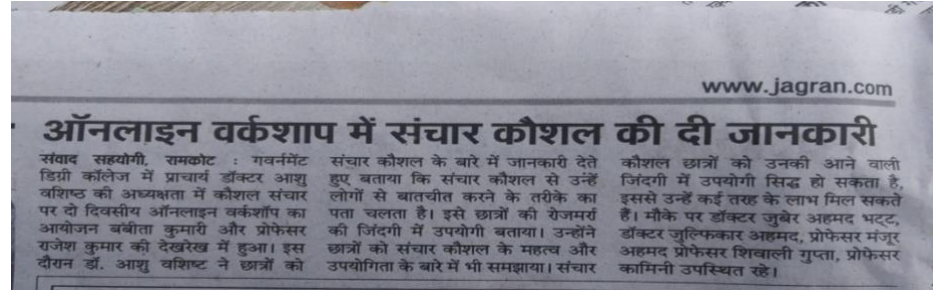 www.jagran.com
ऑनलाइन वर्कशाप में संचार कौशल की दी जानकारी
संवाद सहयोगी, रामकोट : गवर्नमेंट
डिग्री कॉलेज में प्राचार्य डॉक्टर आशु
वशिष्ठ की अध्यक्षता में कौशल संचार
पर दो दिवसीय ऑनलाइन वर्कशॉप का
आयोजन बबीता कुमारी और प्रोफेसर
राजेश कुमार की देखरेख में हुआ। इस
दौरान डॉ. आशु वशिष्ट ने छात्रों को
संचार कौशल के बारे में जानकारी देते
हुए बताया कि संचार कौशल से उन्हें
लोगों से बातचीत करने के तरीके का
पता चलता है। इसे छात्रों की रोजमर्रा
की जिंदगी में उपयोगी बताया। उन्होंने
छात्रों को संचार कौशल के महत्व और
उपयोगिता के बारे में भी समझाया। संचार
कौशल छात्रों को उनकी आने वाली
जिंदगी में उपयोगी सिद्ध हो सकता है,
इससे उन्हें कई तरह के लाभ मिल सकते
हैं। मौके पर डॉक्टर जुबेर अहमद भट्ट,
डॉक्टर जुल्फिकार अहमद, प्रोफेसर मंजूर
अहमद प्रोफेसर शिवाली गुप्ता, प्रोफेसर
कामिनी उपस्थित रहे।